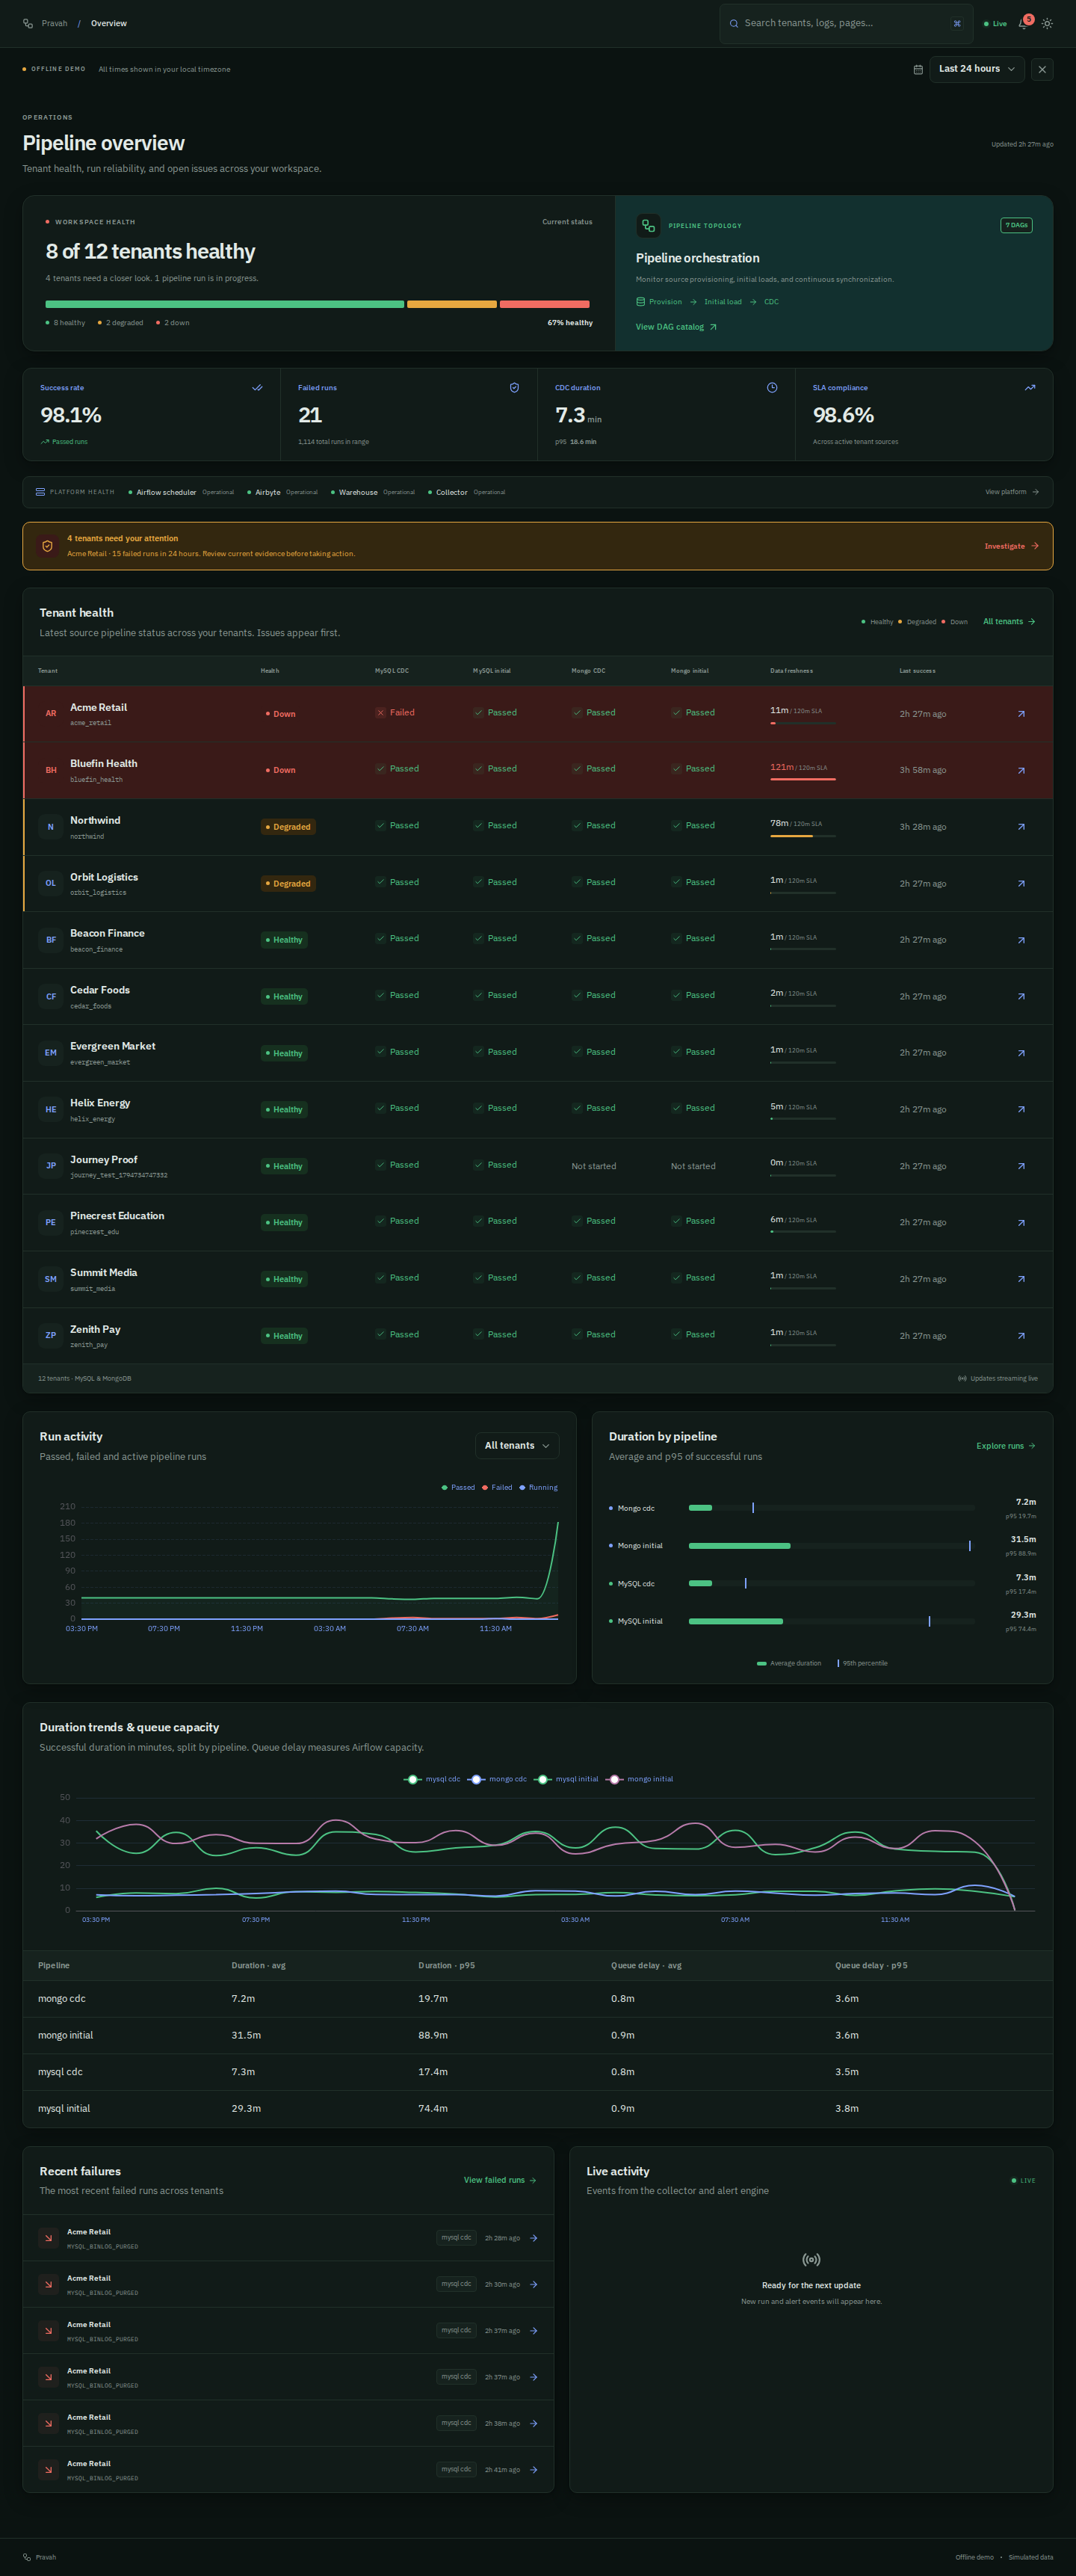 Pravah / Overview
Search tenants, logs, pages...
⌘
Live
5
OFFLINE DEMO All times shown in your local timezone
Last 24 hours
OPERATIONS
Pipeline overview
Updated 2h 27m ago
Tenant health, run reliability, and open issues across your workspace.
WORKSPACE HEALTH Current status
8 of 12 tenants healthy
4 tenants need a closer look. 1 pipeline run is in progress.
8 healthy 2 degraded 2 down 67% healthy
PIPELINE TOPOLOGY 7 DAGs
Pipeline orchestration
Monitor source provisioning, initial loads, and continuous synchronization.
Provision → Initial load → CDC
View DAG catalog
Success rate
98.1%
Passed runs
Failed runs
21
1,114 total runs in range
CDC duration
7.3 min
p95 18.6 min
SLA compliance
98.6%
Across active tenant sources
PLATFORM HEALTH Airflow scheduler Operational Airbyte Operational Warehouse Operational Collector Operational View platform →
4 tenants need your attention
Acme Retail · 15 failed runs in 24 hours. Review current evidence before taking action.
Investigate →
Tenant health
Latest source pipeline status across your tenants. Issues appear first.
Healthy Degraded Down All tenants →
Tenant Health MySQL CDC MySQL initial Mongo CDC Mongo initial Data freshness Last success
AR Acme Retail Down Failed Passed Passed Passed 11m / 120m SLA 2h 27m ago
acme_retail
BH Bluefin Health Down Passed Passed Passed Passed 121m / 120m SLA 3h 58m ago
bluefin_health
N Northwind Degraded Passed Passed Passed Passed 78m / 120m SLA 3h 28m ago
northwind
OL Orbit Logistics Degraded Passed Passed Passed Passed 1m / 120m SLA 2h 27m ago
orbit_logistics
BF Beacon Finance Healthy Passed Passed Passed Passed 1m / 120m SLA 2h 27m ago
beacon_finance
CF Cedar Foods Healthy Passed Passed Passed Passed 2m / 120m SLA 2h 27m ago
cedar_foods
EM Evergreen Market Healthy Passed Passed Passed Passed 1m / 120m SLA 2h 27m ago
evergreen_market
HE Helix Energy Healthy Passed Passed Passed Passed 5m / 120m SLA 2h 27m ago
helix_energy
JP Journey Proof Healthy Passed Passed Not started Not started 0m / 120m SLA 2h 27m ago
journey_test_1794734747332
PE Pinecrest Education Healthy Passed Passed Passed Passed 6m / 120m SLA 2h 27m ago
pinecrest_edu
SM Summit Media Healthy Passed Passed Passed Passed 1m / 120m SLA 2h 27m ago
summit_media
ZP Zenith Pay Healthy Passed Passed Passed Passed 1m / 120m SLA 2h 27m ago
zenith_pay
12 tenants · MySQL & MongoDB Updates streaming live
Run activity
Passed, failed and active pipeline runs
All tenants
Passed Failed Running
210
180
150
120
90
60
30
0
03:30 PM 07:30 PM 11:30 PM 03:30 AM 07:30 AM 11:30 AM
Duration by pipeline
Average and p95 of successful runs
Explore runs →
Mongo cdc 7.2m
p95 19.7m
Mongo initial 31.5m
p95 88.9m
MySQL cdc 7.3m
p95 17.4m
MySQL initial 29.3m
p95 74.4m
Average duration 95th percentile
Duration trends & queue capacity
Successful duration in minutes, split by pipeline. Queue delay measures Airflow capacity.
mysql cdc mongo cdc mysql initial mongo initial
50
40
30
20
10
0
03:30 PM 07:30 PM 11:30 PM 03:30 AM 07:30 AM 11:30 AM
Pipeline Duration · avg Duration · p95 Queue delay · avg Queue delay · p95
mongo cdc 7.2m 19.7m 0.8m 3.6m
mongo initial 31.5m 88.9m 0.9m 3.6m
mysql cdc 7.3m 17.4m 0.8m 3.5m
mysql initial 29.3m 74.4m 0.9m 3.8m
Recent failures
The most recent failed runs across tenants
View failed runs →
Acme Retail mysql cdc 2h 28m ago →
MYSQL_BINLOG_PURGED
Acme Retail mysql cdc 2h 30m ago →
MYSQL_BINLOG_PURGED
Acme Retail mysql cdc 2h 37m ago →
MYSQL_BINLOG_PURGED
Acme Retail mysql cdc 2h 37m ago →
MYSQL_BINLOG_PURGED
Acme Retail mysql cdc 2h 38m ago →
MYSQL_BINLOG_PURGED
Acme Retail mysql cdc 2h 41m ago →
MYSQL_BINLOG_PURGED
Live activity
Events from the collector and alert engine
LIVE
Ready for the next update
New run and alert events will appear here.
Pravah
Offline demo • Simulated data